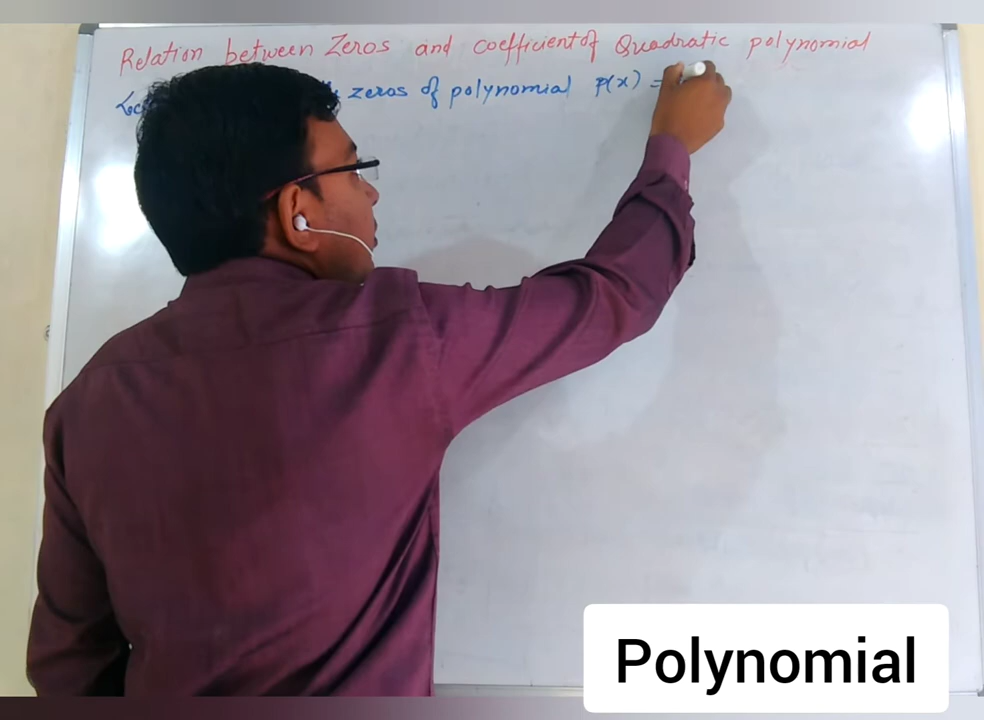 Relation between Zeros and coefficient of Quadratic polynomial
zeros of polynomial p(x) =
Polynomial